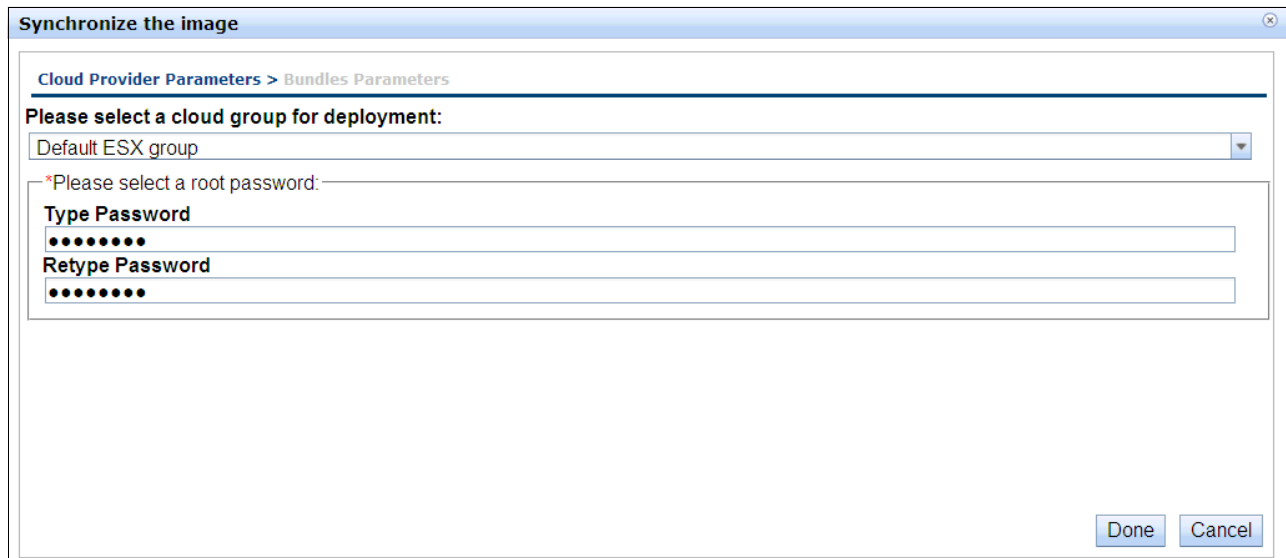 Synchronize the image
Cloud Provider Parameters > Bundles Parameters
Please select a cloud group for deployment:
Default ESX group
*Please select a root password:
Type Password
●●●●●●●●
Retype Password
●●●●●●●●
Done Cancel